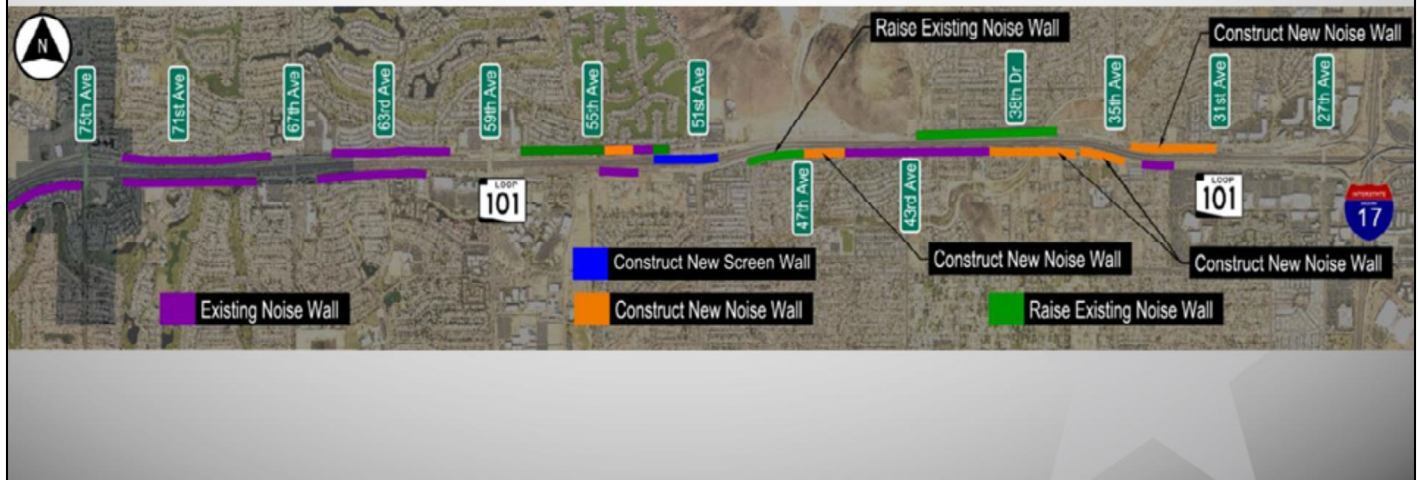 Raise Existing Noise Wall
Construct New Noise Wall
N
75th Ave
71st Ave
67th Ave
63rd Ave
59th Ave
55th Ave
51st Ave
38th Dr
35th Ave
31st Ave
27th Ave
47th Ave
43rd Ave
LOOP
101
LOOP
101
INTERSTATE
17
Construct New Noise Wall
Construct New Noise Wall
Construct New Screen Wall
Existing Noise Wall
Construct New Noise Wall
Raise Existing Noise Wall